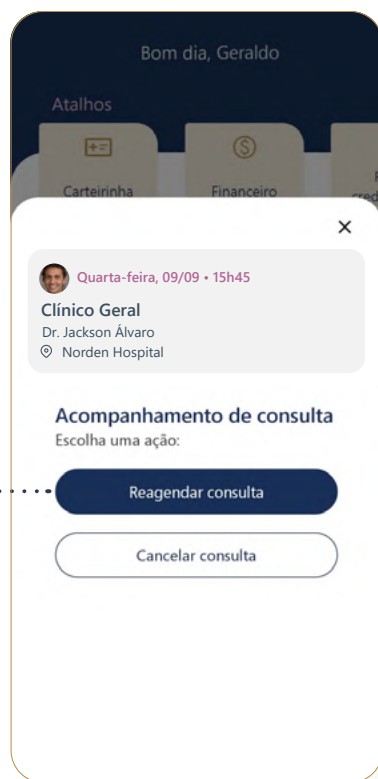 Bom dia, Geraldo
Atalhos
Carteirinha
Financeiro
cred
Quarta-feira, 09/09 • 15h45
Clínico Geral
Dr. Jackson Álvaro
Norden Hospital
Acompanhamento de consulta
Escolha uma ação:
Reagendar consulta
Cancelar consulta